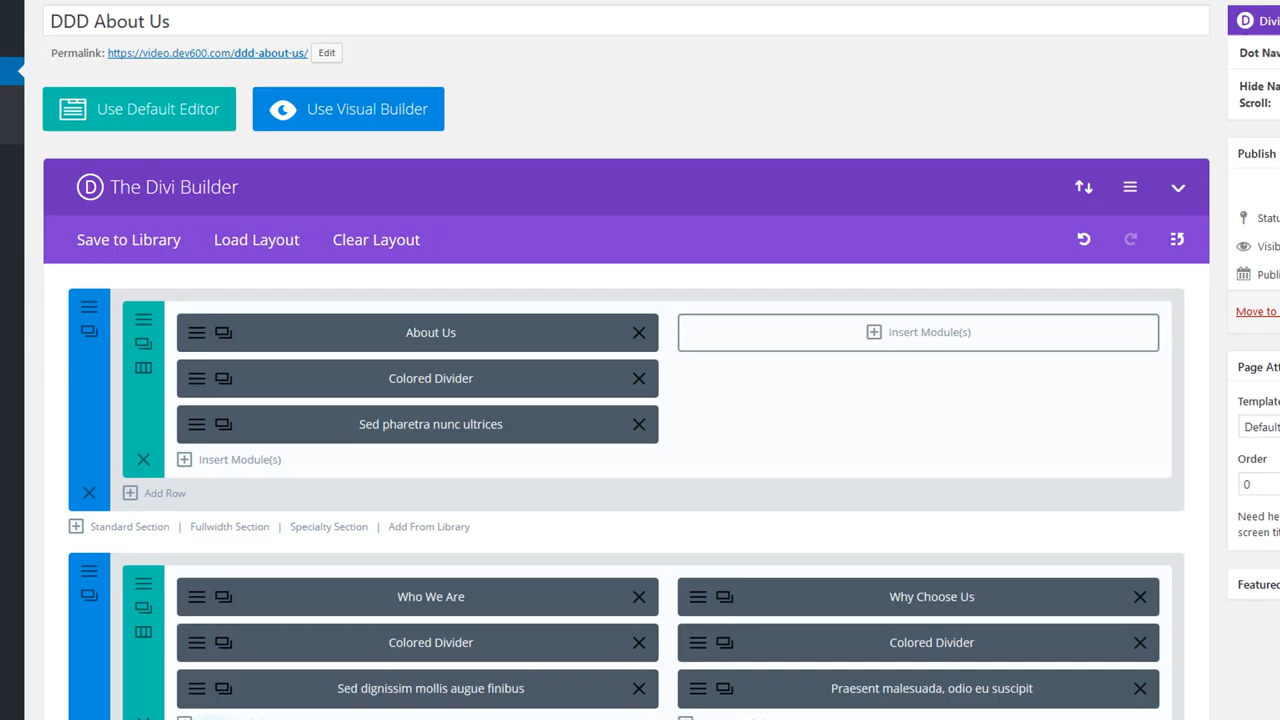 DDD About Us
Permalink: https://video.dev600.com/ddd-about-us/ Edit
Use Default Editor
Use Visual Builder
D The Divi Builder
Save to Library
Load Layout
Clear Layout
About Us
Colored Divider
Sed pharetra nunc ultrices
Insert Module(s)
Insert Module(s)
Add Row
Standard Section | Fullwidth Section | Specialty Section | Add From Library
Who We Are
Colored Divider
Sed dignissim mollis augue finibus
Why Choose Us
Colored Divider
Praesent malesuada, odio eu suscipit
D Divi
Dot Nav
Hide Na
Scroll:
Publish
Statu
Visib
Publi
Move to
Page Att
Template
Default
Order
0
Need he
screen tit
Featured